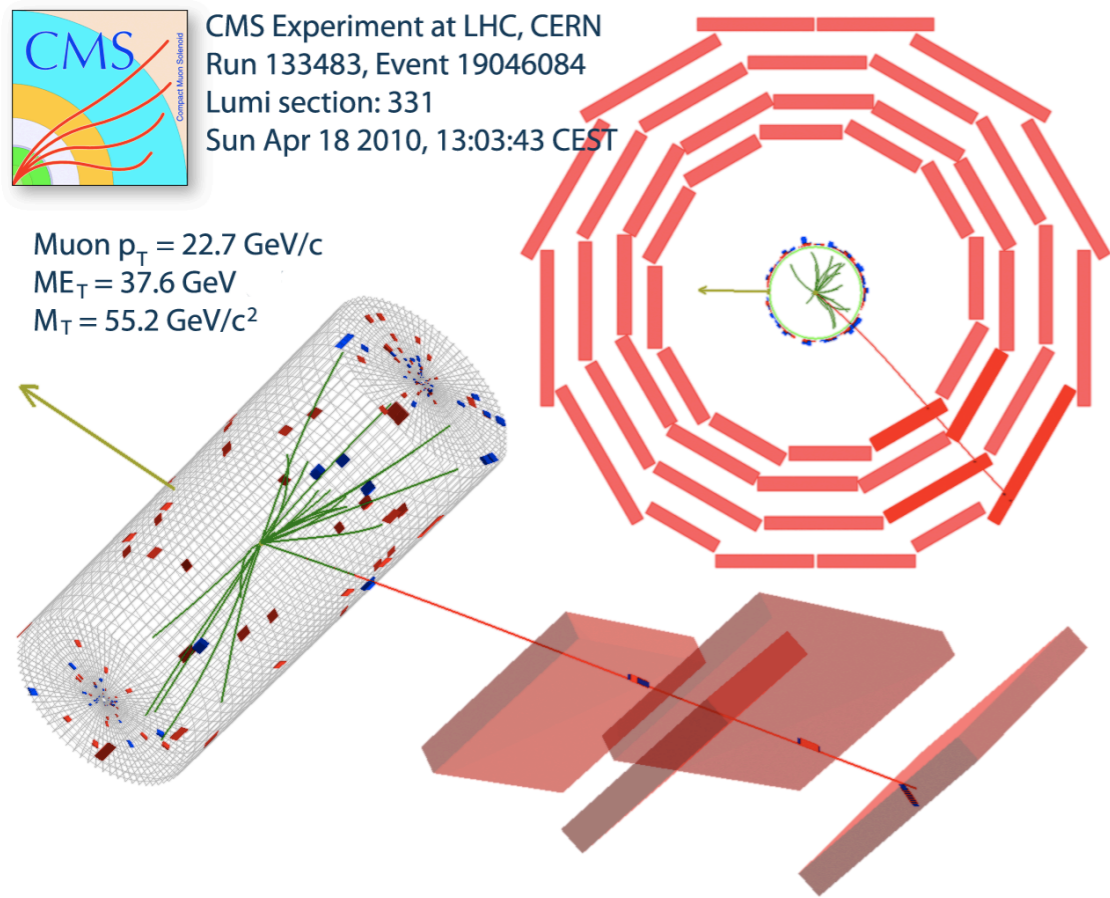 CMS
Compact Muon Solenoid
CMS Experiment at LHC, CERN
Run 133483, Event 19046084
Lumi section: 331
Sun Apr 18 2010, 13:03:43 CEST
Muon pT = 22.7 GeV/c
MET = 37.6 GeV
MT = 55.2 GeV/c²